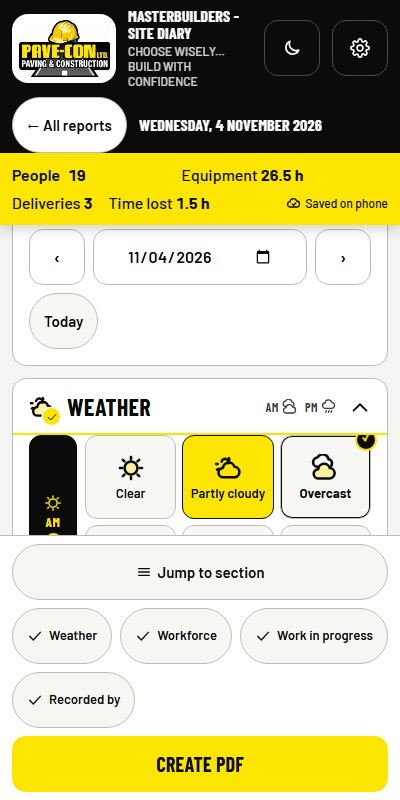 PAVE-CON LTD.
PAVING & CONSTRUCTION
MASTERBUILDERS -
SITE DIARY
CHOOSE WISELY...
BUILD WITH
CONFIDENCE
← All reports
WEDNESDAY, 4 NOVEMBER 2026
People 19
Equipment 26.5 h
Deliveries 3
Time lost 1.5 h
Saved on phone
‹
11/04/2026
›
Today
WEATHER
AM
PM
AM
Clear
Partly cloudy
Overcast
Jump to section
Weather
Workforce
Work in progress
Recorded by
CREATE PDF